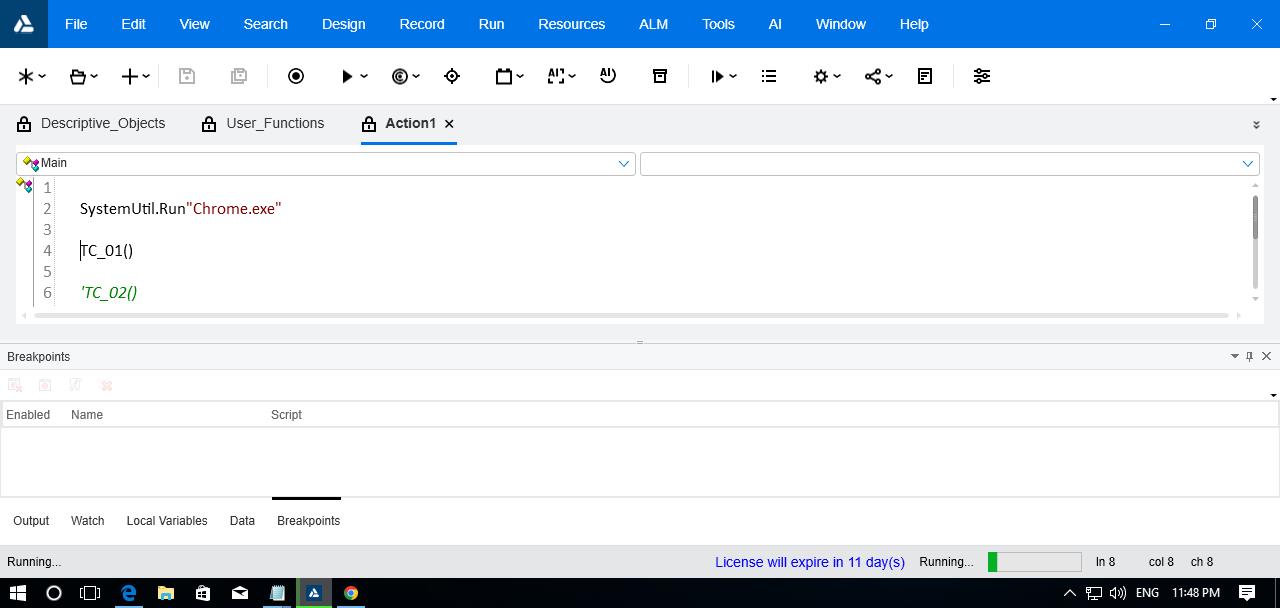 File Edit View Search Design Record Run Resources ALM Tools AI Window Help
AI AI
Descriptive_Objects User_Functions Action1
Main
1
2 SystemUtil.Run"Chrome.exe"
3
4 TC_01()
5
6 'TC_02()
Breakpoints
Enabled Name Script
Output Watch Local Variables Data Breakpoints
Running... License will expire in 11 day(s) Running... ln 8 col 8 ch 8
ENG 11:48 PM